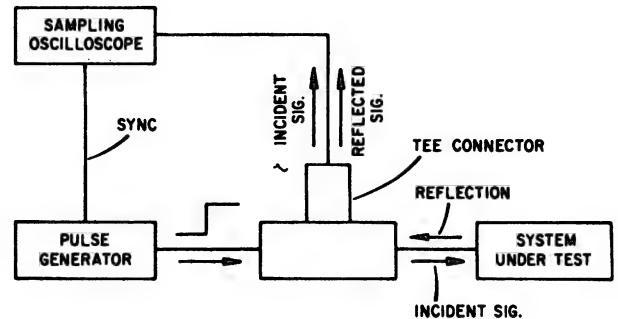 SAMPLING
OSCILLOSCOPE
SYNC
INCIDENT
SIG.
REFLECTED
SIG.
TEE CONNECTOR
REFLECTION
PULSE
GENERATOR
SYSTEM
UNDER TEST
INCIDENT SIG.